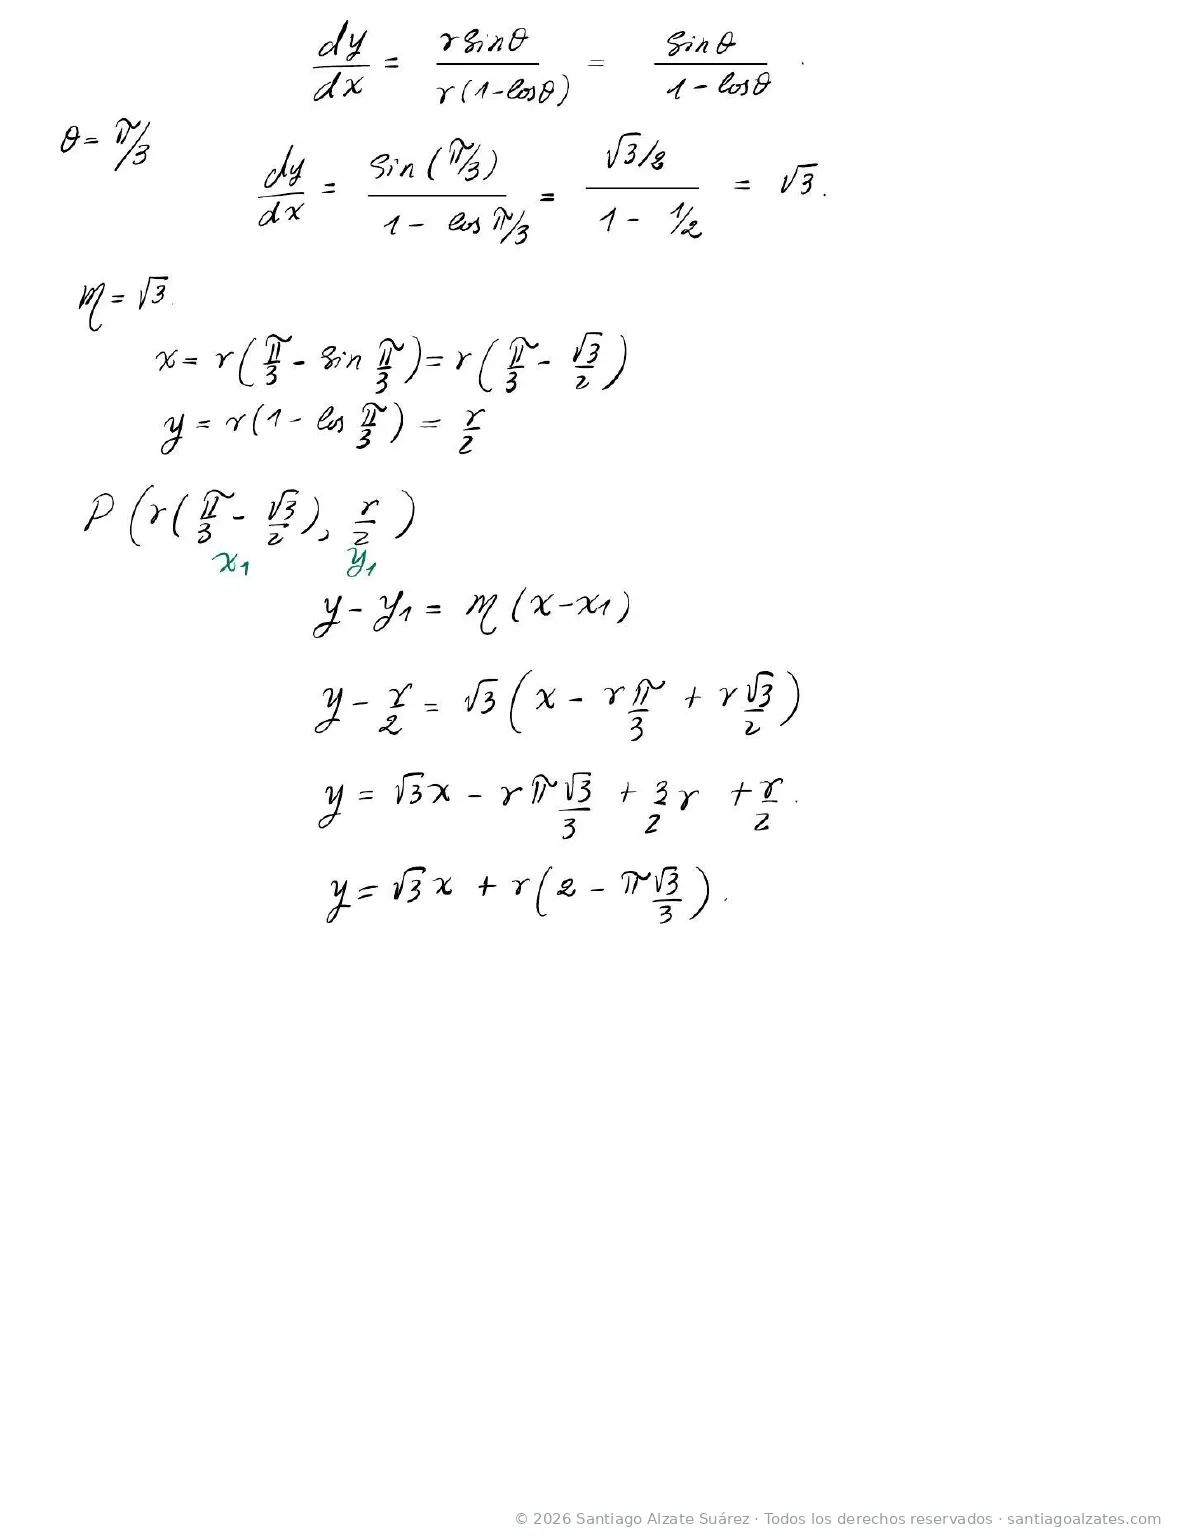 dy/dx = r sin θ / r(1 - cos θ) = sin θ / 1 - cos θ .
θ = π/3
dy/dx = sin(π/3) / 1 - cos π/3 = √3/2 / 1 - 1/2 = √3.
m = √3.
x = r(π/3 - sin π/3) = r(π/3 - √3/2)
y = r(1 - cos π/3) = r/2
P(r(π/3 - √3/2), r/2)
x₁ y₁
y - y₁ = m(x - x₁)
y - r/2 = √3(x - rπ/3 + r√3/2)
y = √3x - rπ√3/3 + 3/2 r + r/2.
y = √3x + r(2 - π√3/3).
© 2026 Santiago Alzate Suárez · Todos los derechos reservados · santiagoalzates.com